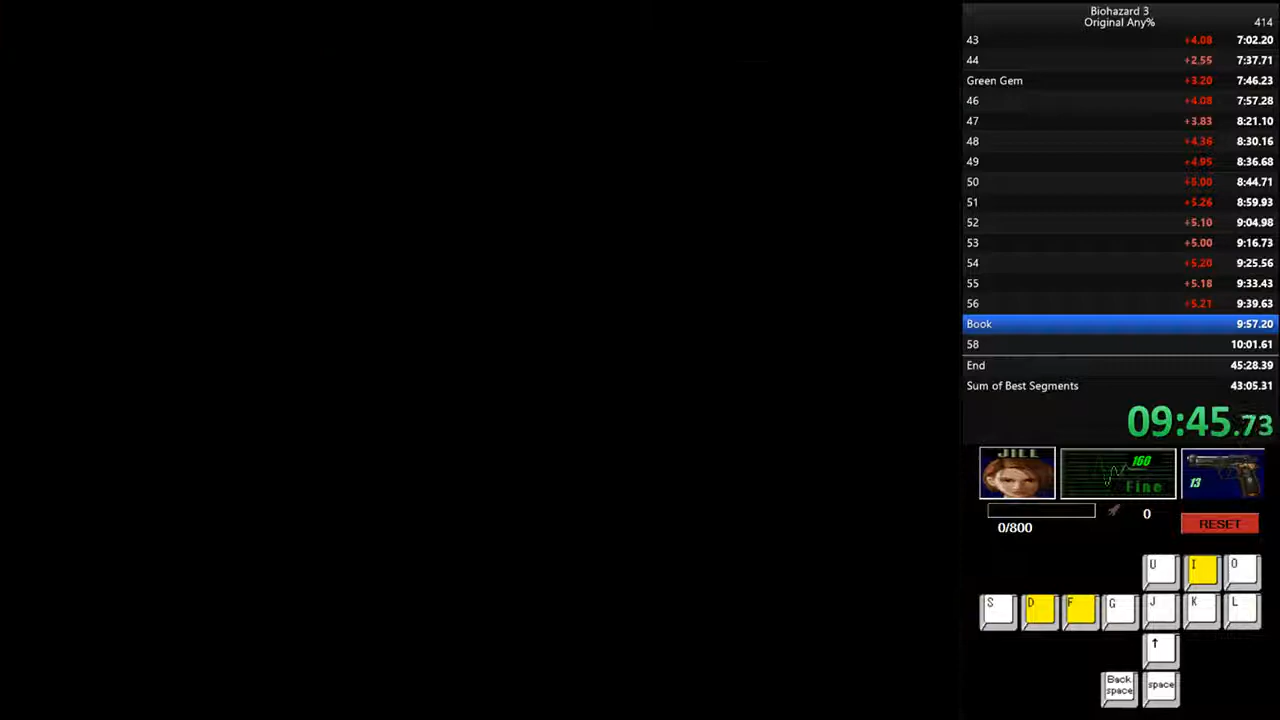 Biohazard 3
Original Any%
414
43 +4.08 7:02.20
44 +2.55 7:37.71
Green Gem +3.20 7:46.23
46 +4.08 7:57.28
47 +3.83 8:21.10
48 +4.36 8:30.16
49 +4.95 8:36.68
50 +5.00 8:44.71
51 +5.26 8:59.93
52 +5.10 9:04.98
53 +5.00 9:16.73
54 +5.20 9:25.56
55 +5.18 9:33.43
56 +5.21 9:39.63
Book 9:57.20
58 10:01.61
End 45:28.39
Sum of Best Segments 43:05.31
09:45.73
JILL
160
Fine
13
0/800
0
RESET
U I O
S D F G J K L
↑
Back space
space